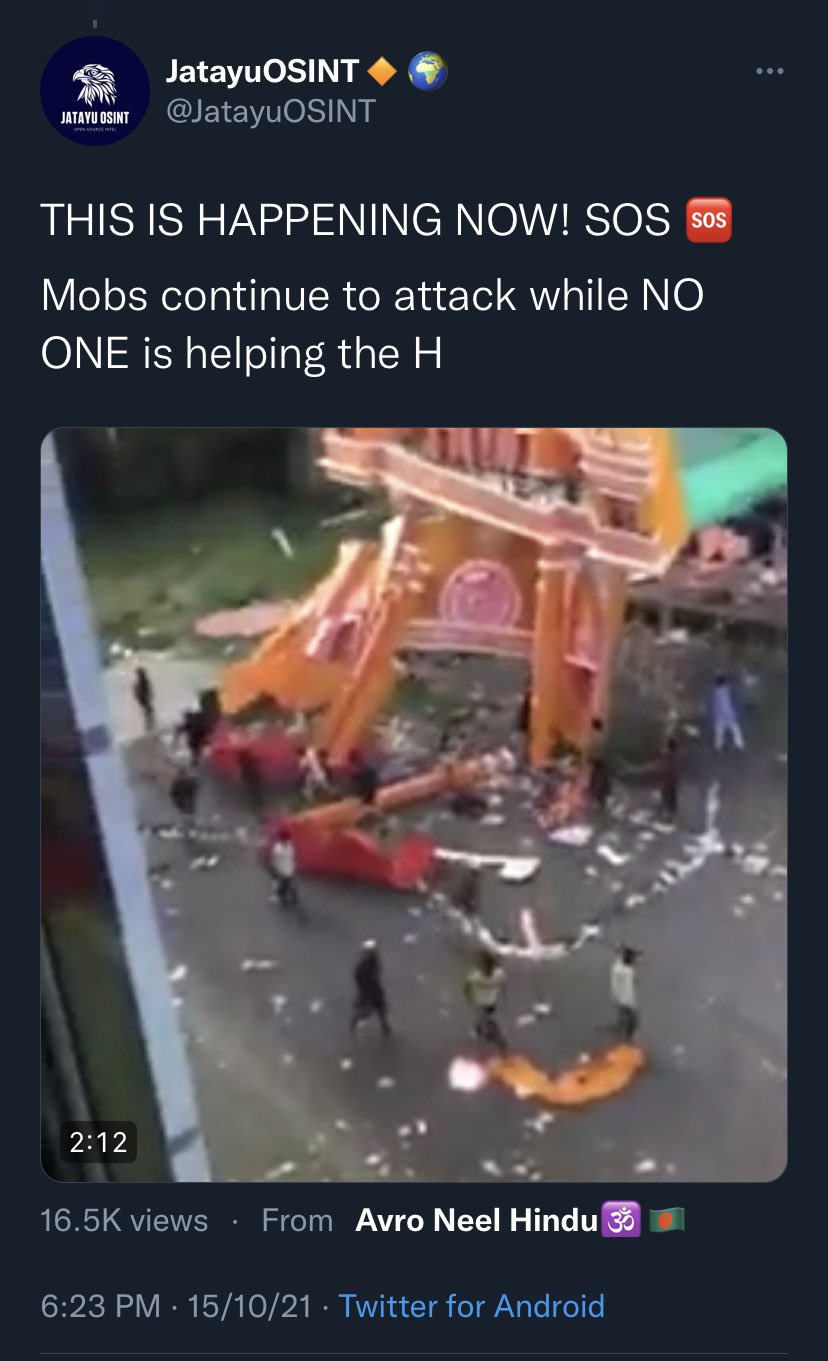 JatayuOSINT🔸🌍
@JatayuOSINT
JATAYU OSINT
OPEN SOURCE INTEL
THIS IS HAPPENING NOW! SOS 🆘
Mobs continue to attack while NO
ONE is helping the H
2:12
16.5K views · From Avro Neel Hindu🕉️🇧🇩
6:23 PM · 15/10/21 · Twitter for Android